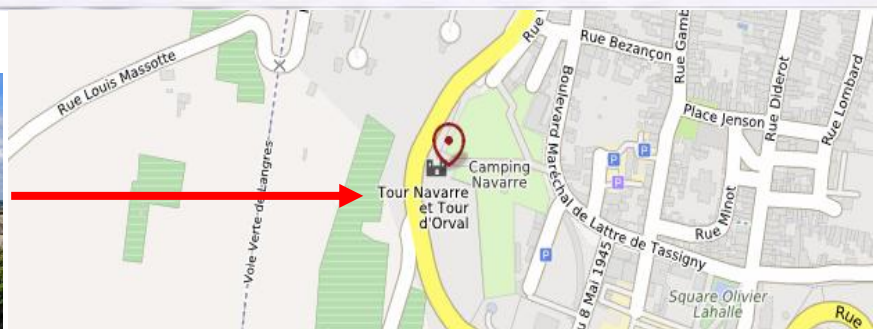 Rue Louis Massotte
Voie Verte de Langres
Rue
Rue Bezançon
Rue Gamb
Boulevard Maréchal de Lattre de Tassigny
Place Jenson
Rue Diderot
Rue Lombard
P
P
P
Camping
Navarre
Tour Navarre
et Tour
d'Orval
Rue Minot
P
u 8 Mai 1945
Square Olivier
Lahalle
Rue